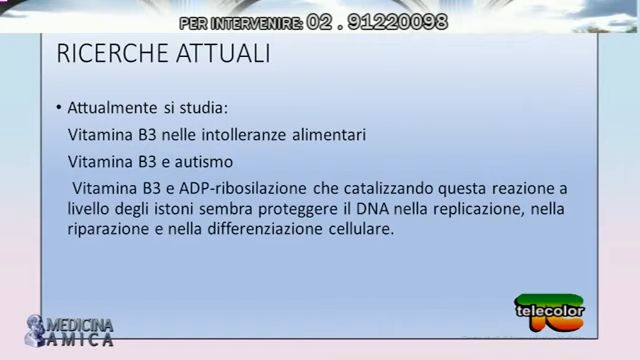 PER INTERVENIRE: 02 . 91220098
RICERCHE ATTUALI
• Attualmente si studia:
Vitamina B3 nelle intolleranze alimentari
Vitamina B3 e autismo
Vitamina B3 e ADP-ribosilazione che catalizzando questa reazione a
livello degli istoni sembra proteggere il DNA nella replicazione, nella
riparazione e nella differenziazione cellulare.
telecolor
MEDICINA
AMICA